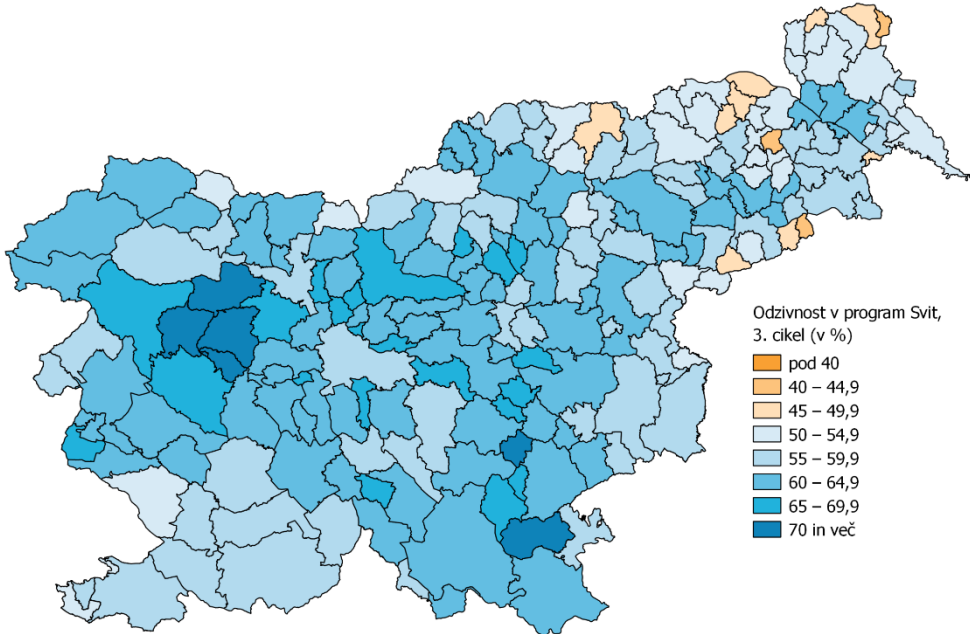 Odzivnost v program Svit,
3. cikel (v %)
pod 40
40 – 44,9
45 – 49,9
50 – 54,9
55 – 59,9
60 – 64,9
65 – 69,9
70 in več